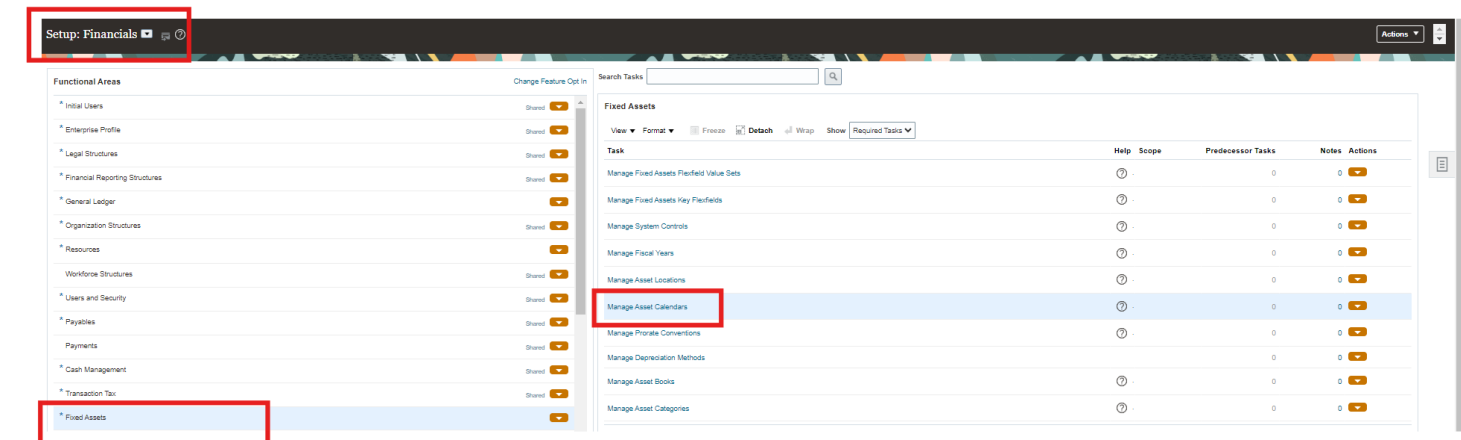 Setup: Financials
Actions
Functional Areas
Change Feature Opt In
* Initial Users Shared
* Enterprise Profile Shared
* Legal Structures Shared
* Financial Reporting Structures Shared
* General Ledger
* Organization Structures Shared
* Resources
Workforce Structures Shared
* Users and Security Shared
* Payables Shared
Payments Shared
* Cash Management Shared
* Transaction Tax Shared
* Fixed Assets
Search Tasks
Fixed Assets
View Format Freeze Detach Wrap Show Required Tasks
Task Help Scope Predecessor Tasks Notes Actions
Manage Fixed Assets Flexfield Value Sets ? - 0 0
Manage Fixed Assets Key Flexfields ? - 0 0
Manage System Controls ? - 0 0
Manage Fiscal Years ? - 0 0
Manage Asset Locations ? - 0 0
Manage Asset Calendars ? - 0 0
Manage Prorate Conventions ? - 0 0
Manage Depreciation Methods 0 0
Manage Asset Books ? - 0 0
Manage Asset Categories ? - 0 0